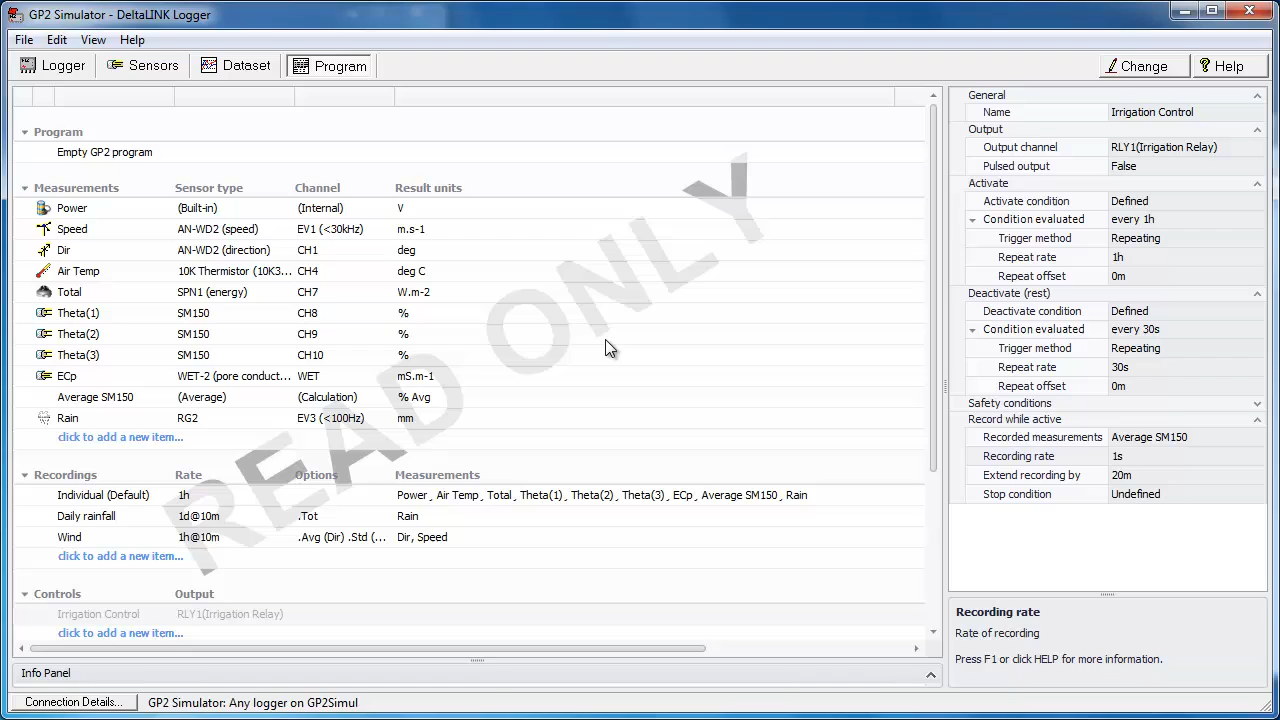 GP2 Simulator - DeltaLINK Logger
File Edit View Help
Logger Sensors Dataset Program Change Help
Program
Empty GP2 program
Measurements Sensor type Channel Result units
Power (Built-in) (Internal) V
Speed AN-WD2 (speed) EV1 (<30kHz) m.s-1
Dir AN-WD2 (direction) CH1 deg
Air Temp 10K Thermistor (10K3... CH4 deg C
Total SPN1 (energy) CH7 W.m-2
Theta(1) SM150 CH8 %
Theta(2) SM150 CH9 %
Theta(3) SM150 CH10 %
ECp WET-2 (pore conduct... WET mS.m-1
Average SM150 (Average) (Calculation) % Avg
Rain RG2 EV3 (<100Hz) mm
click to add a new item...
Recordings Rate Options Measurements
Individual (Default) 1h Power, Air Temp, Total, Theta(1), Theta(2), Theta(3), ECp, Average SM150, Rain
Daily rainfall 1d@10m .Tot Rain
Wind 1h@10m .Avg (Dir) .Std (... Dir, Speed
click to add a new item...
Controls Output
Irrigation Control RLY1(Irrigation Relay)
click to add a new item...
READ ONLY
Info Panel
Connection Details... GP2 Simulator: Any logger on GP2Simul
General
Name Irrigation Control
Output
Output channel RLY1(Irrigation Relay)
Pulsed output False
Activate
Activate condition Defined
Condition evaluated every 1h
Trigger method Repeating
Repeat rate 1h
Repeat offset 0m
Deactivate (rest)
Deactivate condition Defined
Condition evaluated every 30s
Trigger method Repeating
Repeat rate 30s
Repeat offset 0m
Safety conditions
Record while active
Recorded measurements Average SM150
Recording rate 1s
Extend recording by 20m
Stop condition Undefined
Recording rate
Rate of recording
Press F1 or click HELP for more information.